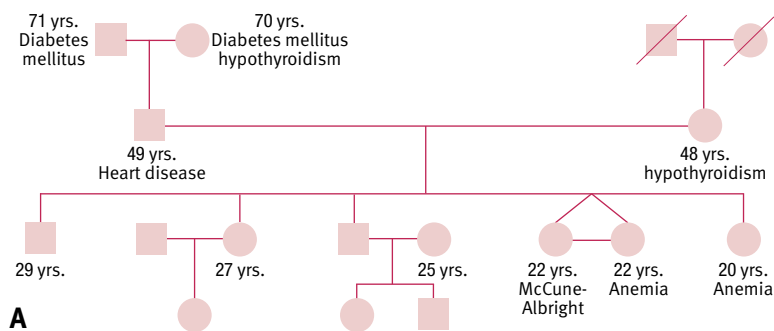 71 yrs.
Diabetes
mellitus
70 yrs.
Diabetes mellitus
hypothyroidism
49 yrs.
Heart disease
48 yrs.
hypothyroidism
29 yrs.
27 yrs.
25 yrs.
22 yrs.
McCune-
Albright
22 yrs.
Anemia
20 yrs.
Anemia
A